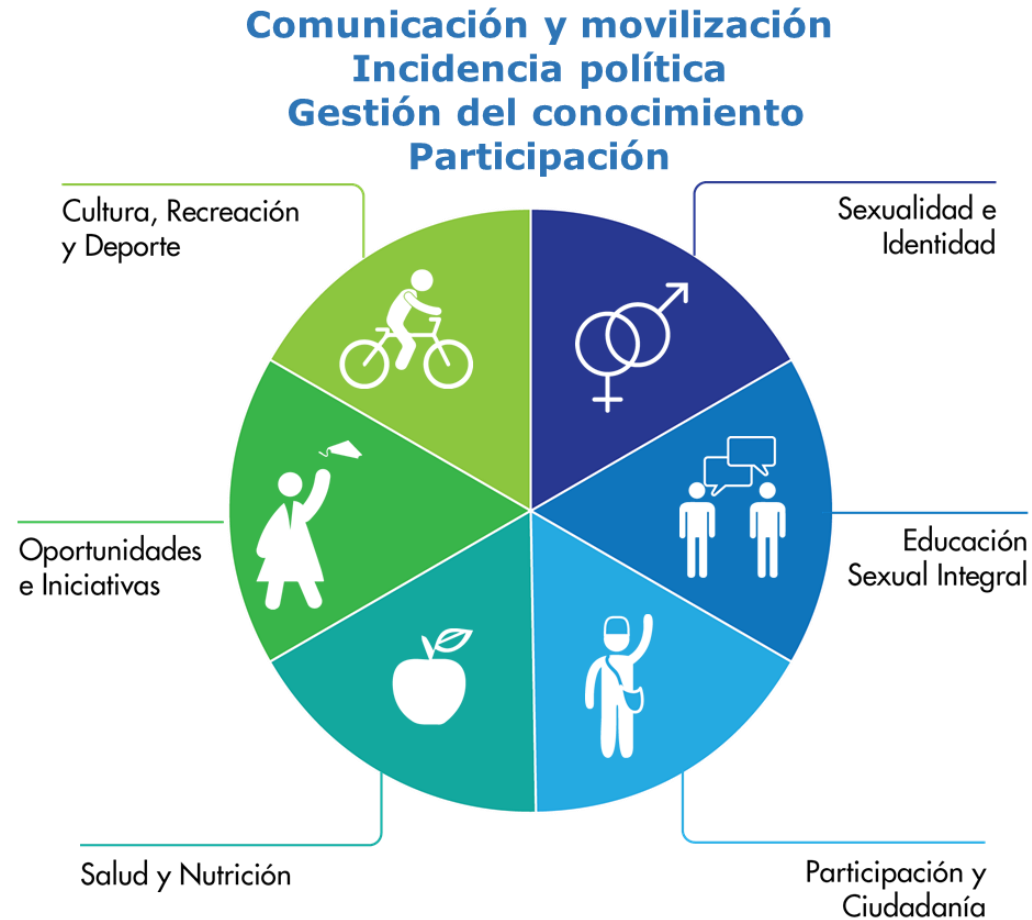 Comunicación y movilización
Incidencia política
Gestión del conocimiento
Participación
Cultura, Recreación
y Deporte
Sexualidad e
Identidad
Oportunidades
e Iniciativas
Educación
Sexual Integral
Salud y Nutrición
Participación y
Ciudadanía